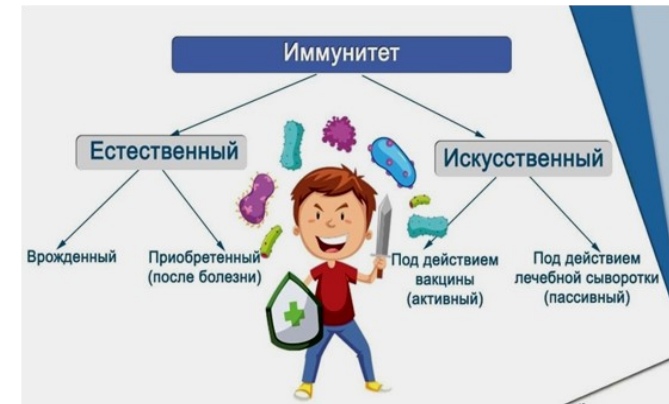 Иммунитет
Естественный
Искусственный
Врожденный
Приобретенный
(после болезни)
Под действием
вакцины
(активный)
Под действием
лечебной сыворотки
(пассивный)